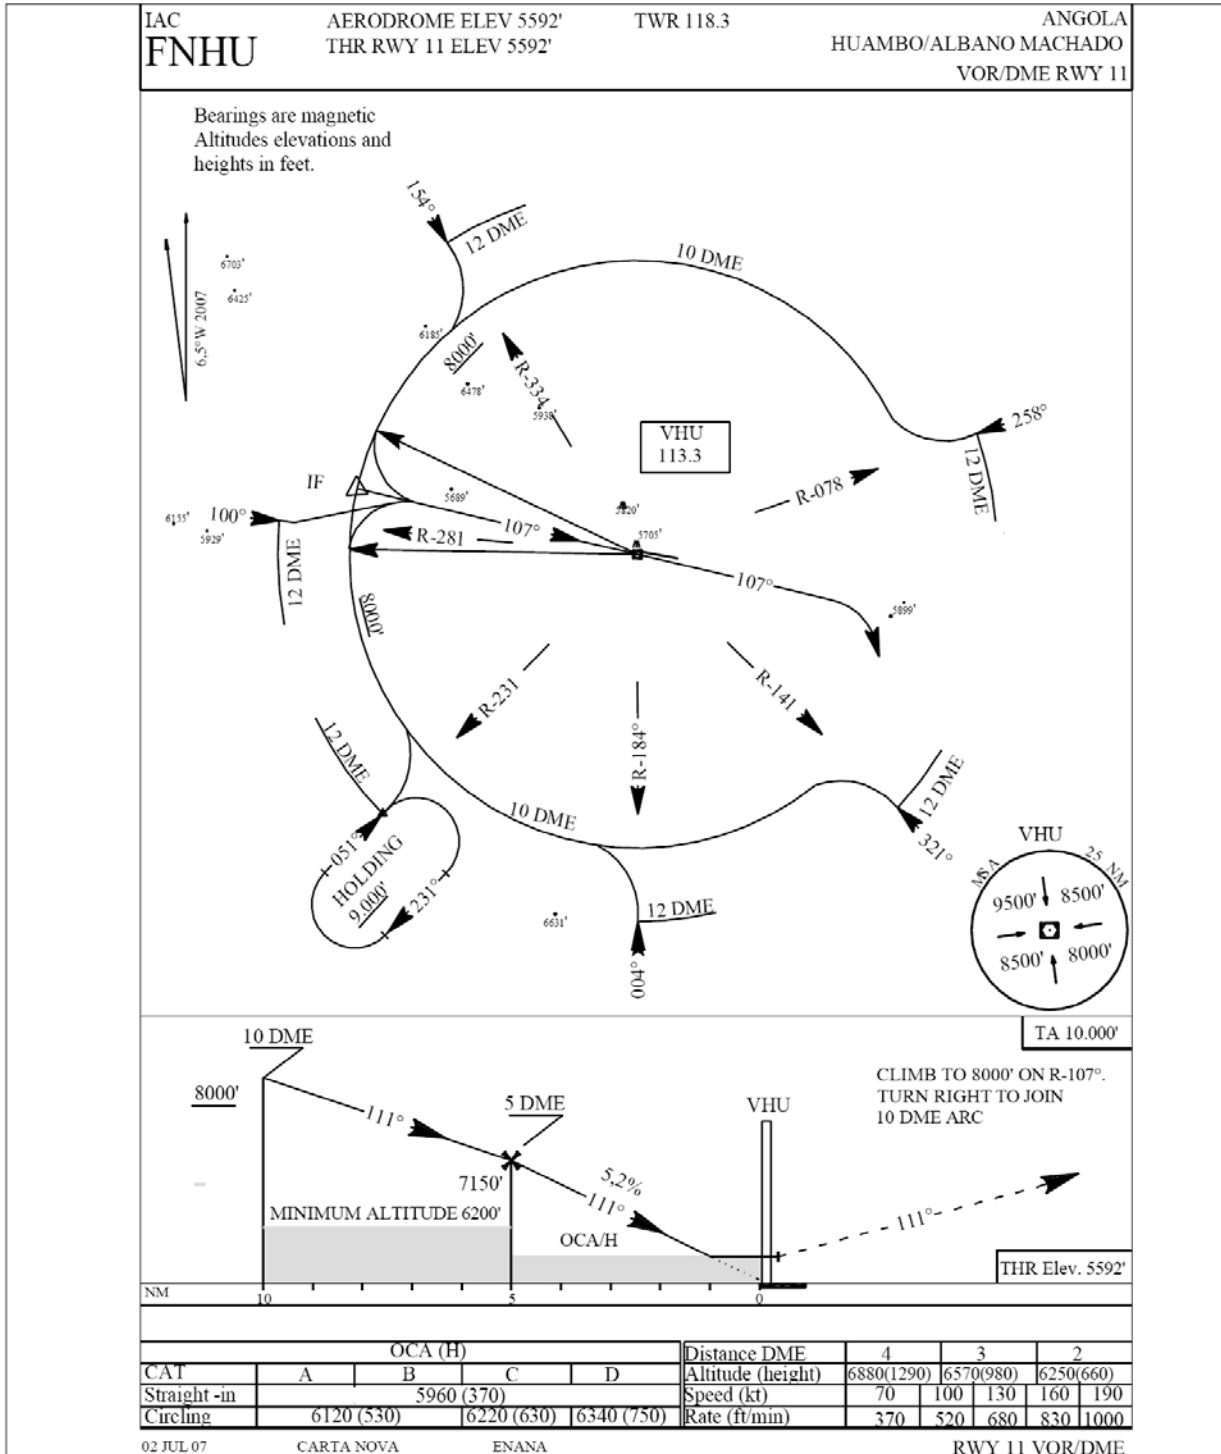 IAC
FNHU
AERODROME ELEV 5592'
THR RWY 11 ELEV 5592'
TWR 118.3
ANGOLA
HUAMBO/ALBANO MACHADO
VOR/DME RWY 11
Bearings are magnetic
Altitudes elevations and
heights in feet.
6,5°W 2007
6703'
6425'
154°
12 DME
10 DME
6185'
8000'
6478'
R-334
5938'
VHU
113.3
258°
12 DME
R-078
IF
5689'
5820'
5705'
6155'
5929'
100°
107°
R-281
12 DME
107°
8000'
5899'
R-231
R-184°
R-141
12 DME
10 DME
051°
HOLDING
9.000'
231°
6631'
12 DME
004°
12 DME
321°
VHU
MSA
25 NM
9500'
8500'
8500'
8000'
TA 10.000'
10 DME
8000'
111°
5 DME
7150'
5,2%
111°
VHU
CLIMB TO 8000' ON R-107°.
TURN RIGHT TO JOIN
10 DME ARC
111°
MINIMUM ALTITUDE 6200'
OCA/H
THR Elev. 5592'
NM
10 5 0
OCA (H)
CAT A B C D
Straight -in 5960 (370)
Circling 6120 (530) 6220 (630) 6340 (750)
Distance DME 4 3 2
Altitude (height) 6880(1290) 6570(980) 6250(660)
Speed (kt) 70 100 130 160 190
Rate (ft/min) 370 520 680 830 1000
02 JUL 07 CARTA NOVA ENANA RWY 11 VOR/DME